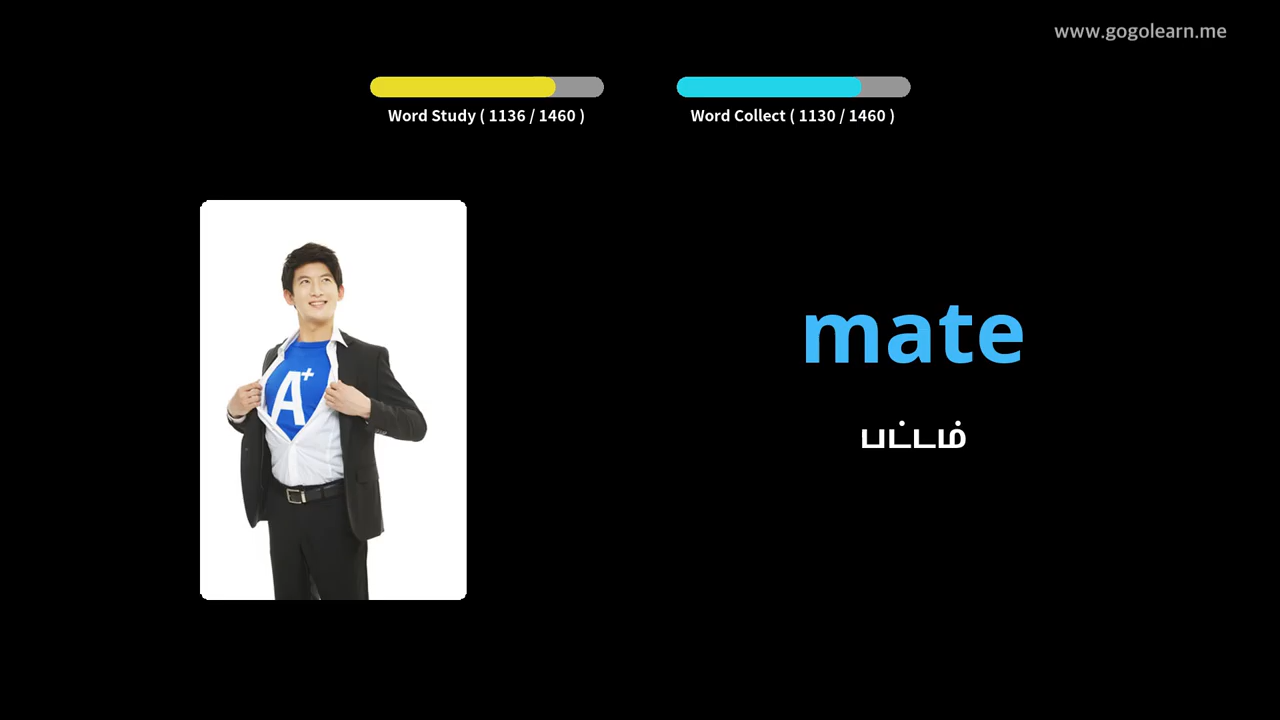 www.gogolearn.me
Word Study ( 1136 / 1460 )
Word Collect ( 1130 / 1460 )
A+
mate
பட்டம்